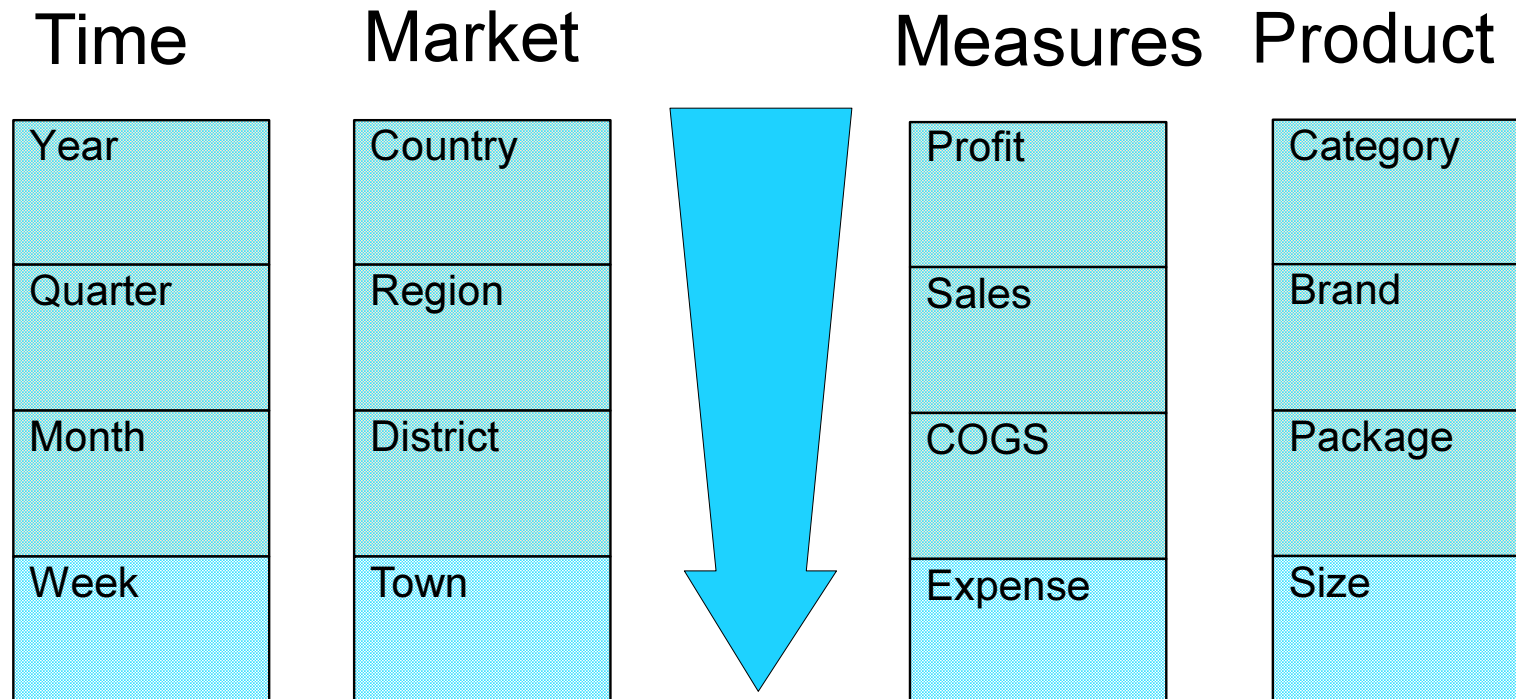 Time Market Measures Product
Year Country Profit Category
Quarter Region Sales Brand
Month District COGS Package
Week Town Expense Size